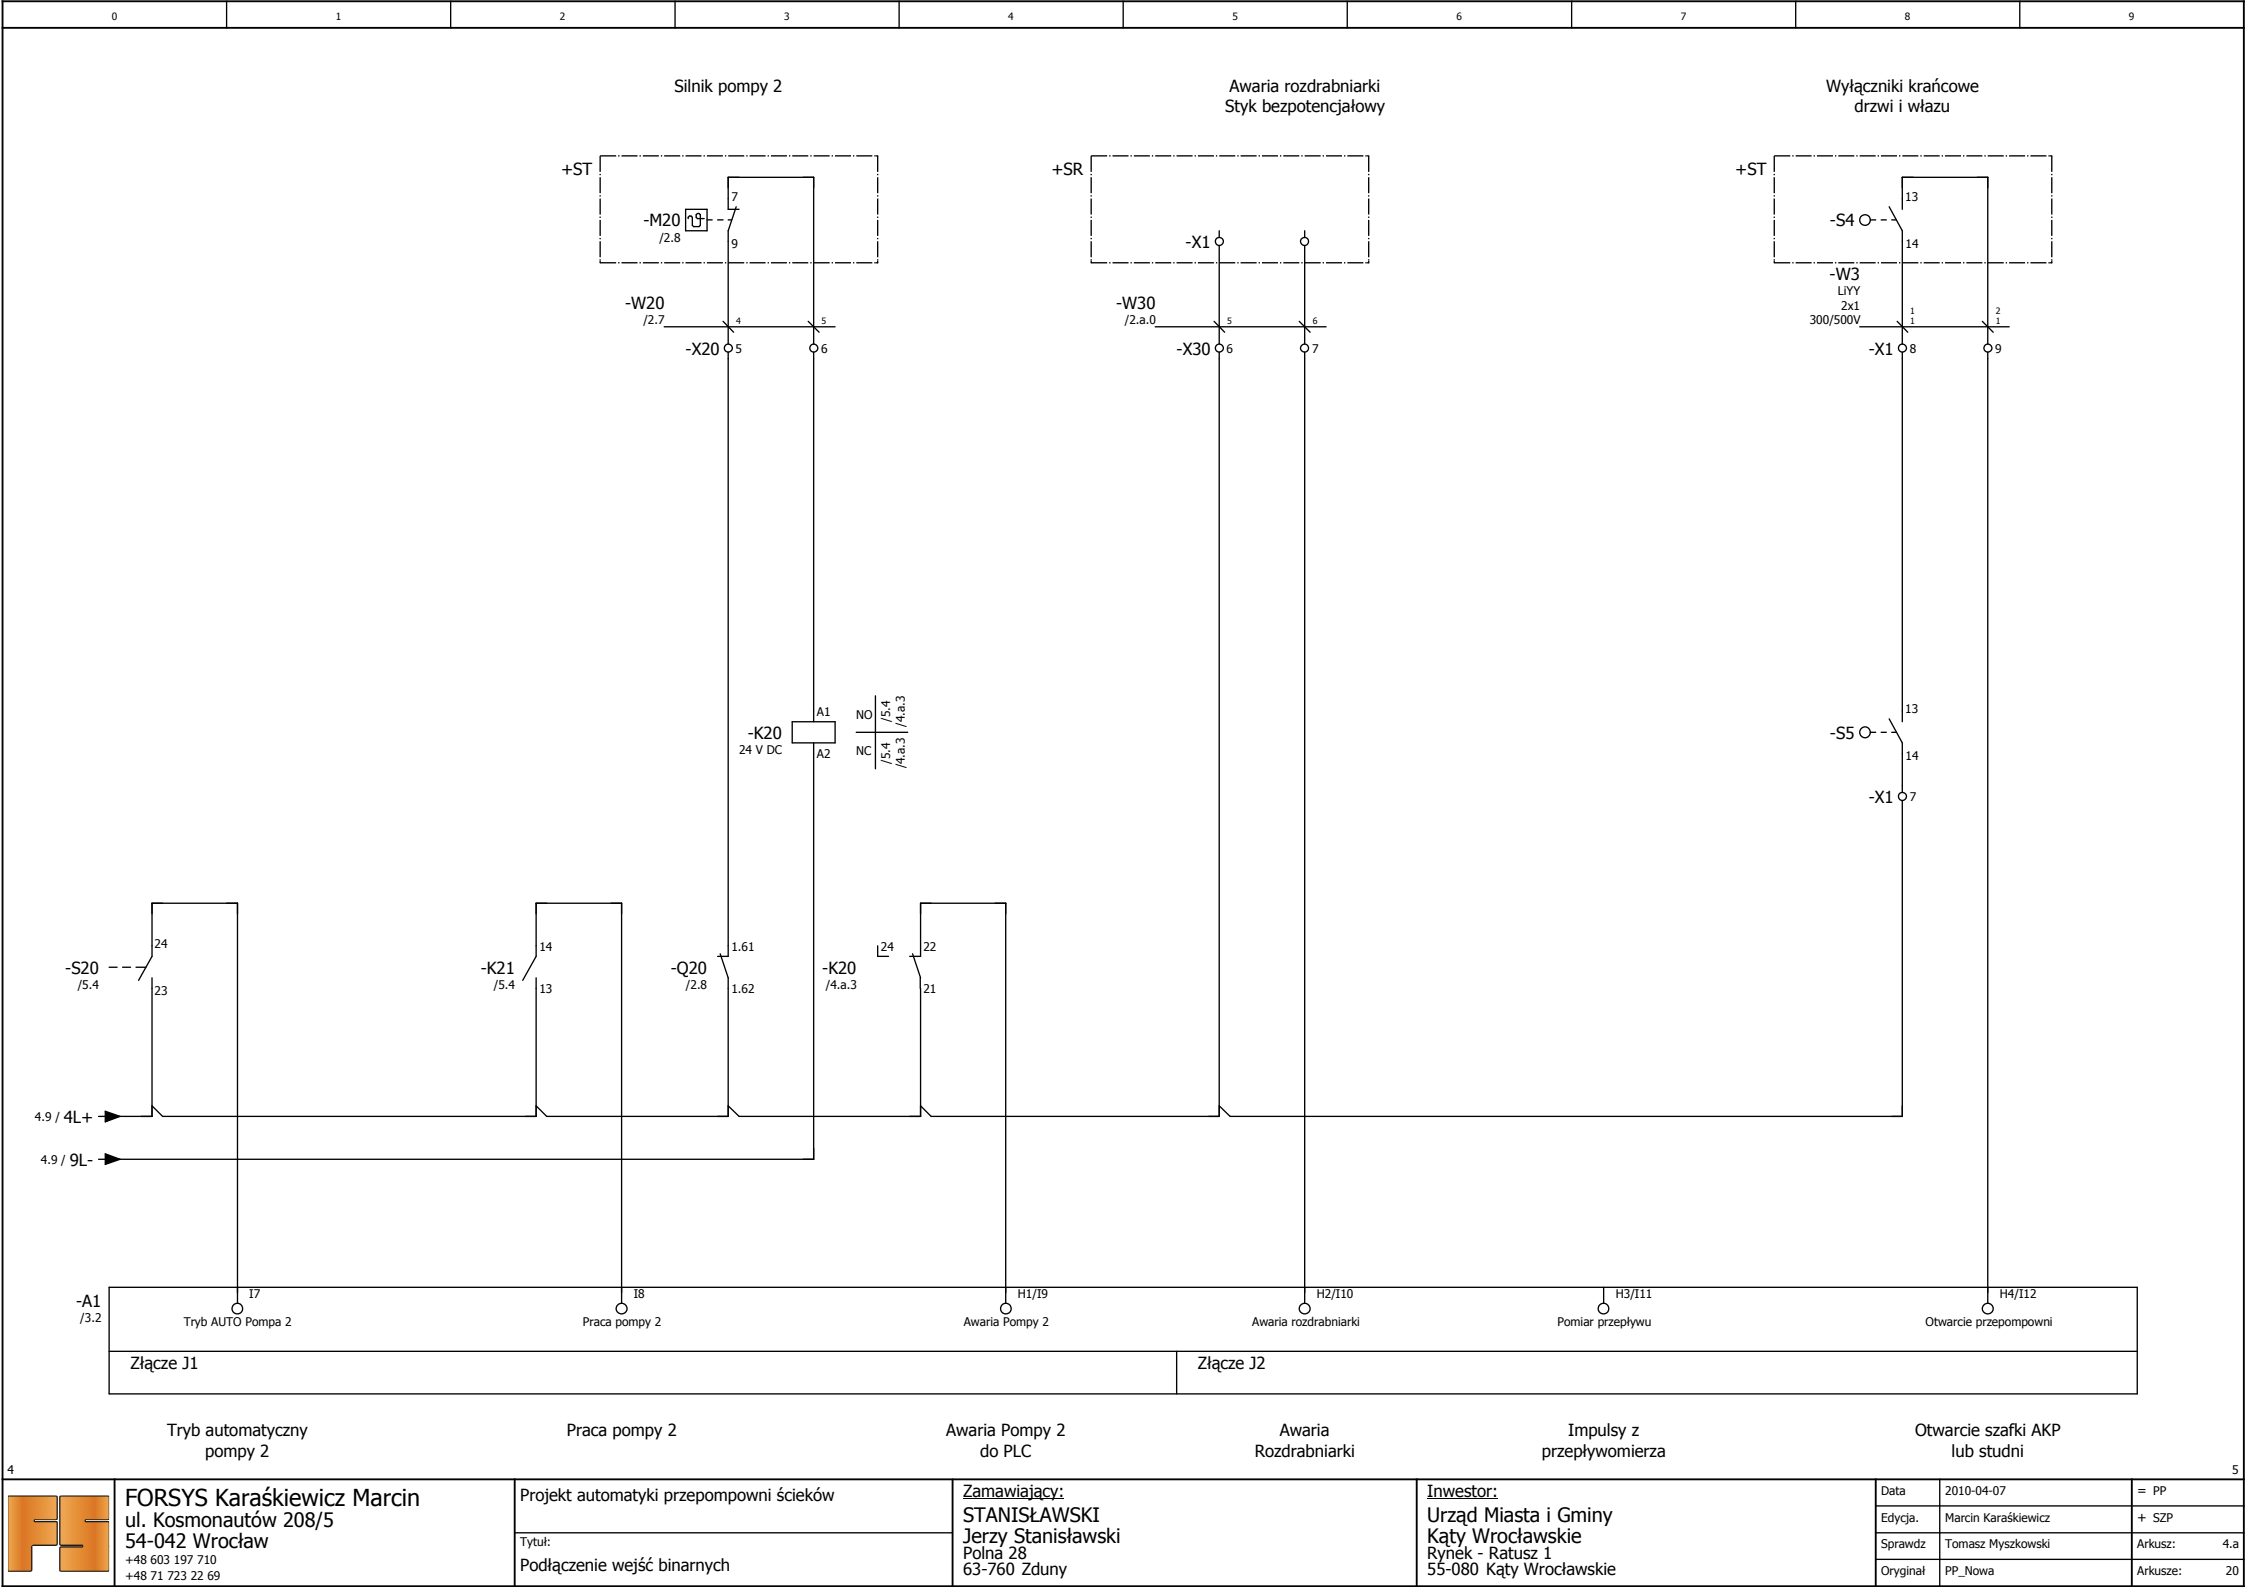 0 1 2 3 4 5 6 7 8 9
Silnik pompy 2
Awaria rozdrabniarki
Styk bezpotencjałowy
Wyłączniki krańcowe
drzwi i włazu
+ST
7
-M20
/2.8
9
-W20
/2.7
4 5
-X20 5 6
+SR
-X1
-W30
/2.a.0
5 6
-X30 6 7
+ST
13
-S4
14
-W3
LiYY
2x1
300/500V
1 2
1 1
-X1 8 9
A1
-K20
24 V DC
A2
NO /5.4 /4.a.3
NC /5.4 /4.a.3
13
-S5
14
-X1 7
24
-S20
/5.4
23
14
-K21
/5.4
13
1.61
-Q20
/2.8
1.62
24 22
-K20
/4.a.3
21
4.9 / 4L+
4.9 / 9L-
-A1
/3.2
I7
Tryb AUTO Pompa 2
I8
Praca pompy 2
H1/I9
Awaria Pompy 2
H2/I10
Awaria rozdrabniarki
H3/I11
Pomiar przepływu
H4/I12
Otwarcie przepompowni
Złącze J1
Złącze J2
Tryb automatyczny
pompy 2
Praca pompy 2
Awaria Pompy 2
do PLC
Awaria
Rozdrabniarki
Impulsy z
przepływomierza
Otwarcie szafki AKP
lub studni
4
5
FS
FORSYS Karaśkiewicz Marcin
ul. Kosmonautów 208/5
54-042 Wrocław
+48 603 197 710
+48 71 723 22 69
Projekt automatyki przepompowni ścieków
Tytuł:
Podłączenie wejść binarnych
Zamawiający:
STANISŁAWSKI
Jerzy Stanisławski
Polna 28
63-760 Zduny
Inwestor:
Urząd Miasta i Gminy
Kąty Wrocławskie
Rynek - Ratusz 1
55-080 Kąty Wrocławskie
Data 2010-04-07 = PP
Edycja. Marcin Karaśkiewicz + SZP
Sprawdz Tomasz Myszkowski Arkusz: 4.a
Oryginał PP_Nowa Arkusze: 20